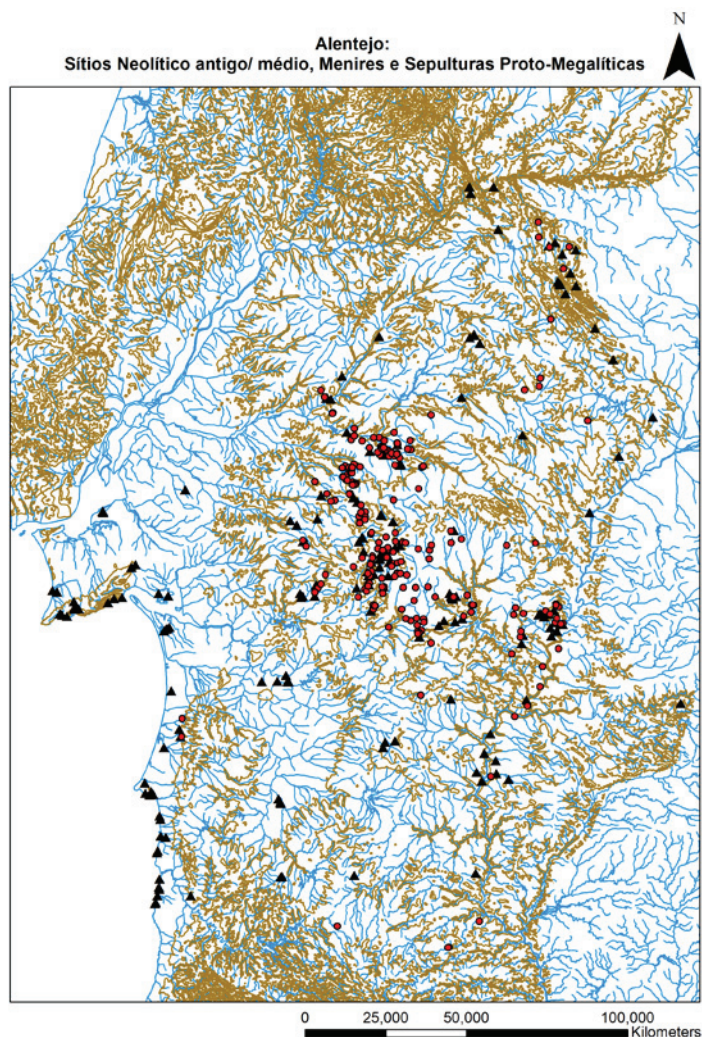 N
Alentejo:
Sítios Neolítico antigo/ médio, Menires e Sepulturas Proto-Megalíticas
0 25,000 50,000 100,000
Kilometers